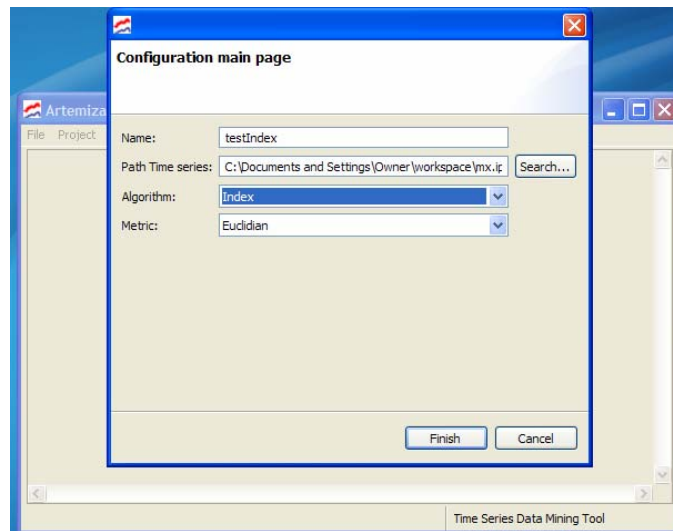 Configuration main page
Artemiza
File Project
Name: testIndex
Path Time series: C:\Documents and Settings\Owner\workspace\mx.ip Search...
Algorithm: Index
Metric: Euclidian
Finish Cancel
Time Series Data Mining Tool